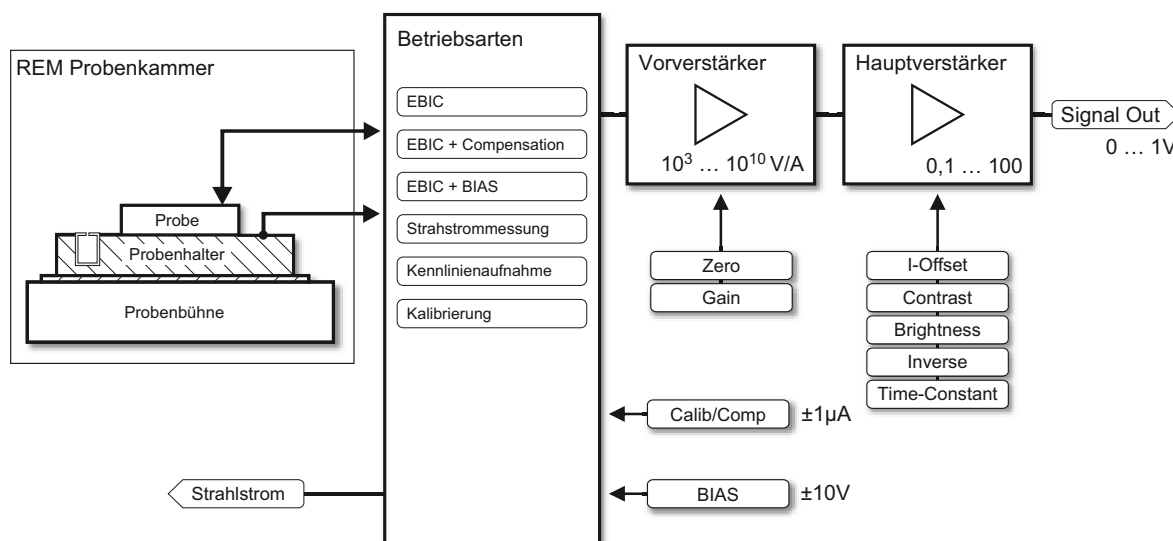 REM Probenkammer
Probe
Probenhalter
Probenbühne
Betriebsarten
EBIC
EBIC + Compensation
EBIC + BIAS
Strahstrommessung
Kennlinienaufnahme
Kalibrierung
Strahlstrom
Vorverstärker
10³ … 10¹⁰ V/A
Zero
Gain
Hauptverstärker
0,1 … 100
I-Offset
Contrast
Brightness
Inverse
Time-Constant
Signal Out
0 … 1V
Calib/Comp
±1µA
BIAS
±10V